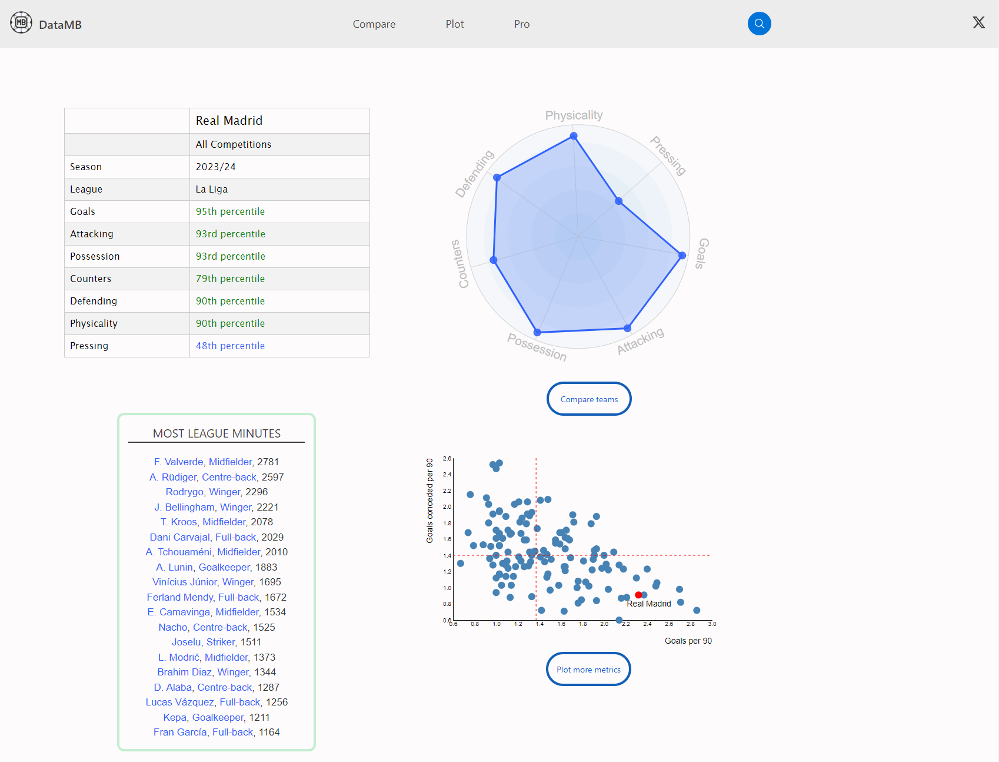 MB DataMB Compare Plot Pro
Real Madrid
All Competitions
Season 2023/24
League La Liga
Goals 95th percentile
Attacking 93rd percentile
Possession 93rd percentile
Counters 79th percentile
Defending 90th percentile
Physicality 90th percentile
Pressing 48th percentile
Physicality
Pressing
Goals
Attacking
Possession
Counters
Defending
Compare teams
MOST LEAGUE MINUTES
F. Valverde, Midfielder, 2781
A. Rüdiger, Centre-back, 2597
Rodrygo, Winger, 2296
J. Bellingham, Winger, 2221
T. Kroos, Midfielder, 2078
Dani Carvajal, Full-back, 2029
A. Tchouaméni, Midfielder, 2010
A. Lunin, Goalkeeper, 1883
Vinícius Júnior, Winger, 1695
Ferland Mendy, Full-back, 1672
E. Camavinga, Midfielder, 1534
Nacho, Centre-back, 1525
Joselu, Striker, 1511
L. Modrić, Midfielder, 1373
Brahim Diaz, Winger, 1344
D. Alaba, Centre-back, 1287
Lucas Vázquez, Full-back, 1256
Kepa, Goalkeeper, 1211
Fran García, Full-back, 1164
Goals conceded per 90
2.6
2.4
2.2
2.0
1.8
1.6
1.4
1.2
1.0
0.8
0.6
Real Madrid
0.6 0.8 1.0 1.2 1.4 1.6 1.8 2.0 2.2 2.4 2.6 2.8 3.0
Goals per 90
Plot more metrics